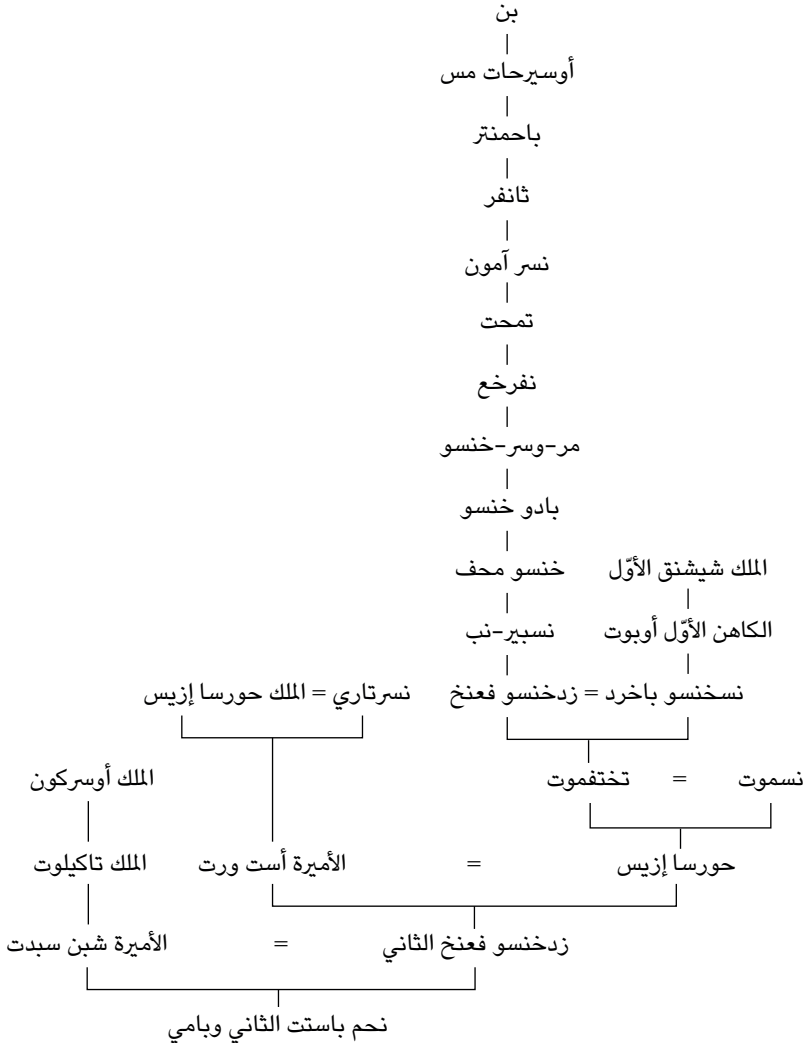 بن
أوسيرحات مس
باحمنتر
ثانفر
نسر آمون
تمحت
نفرخع
مر-وسر-خنسو
بادو خنسو
الملك شيشنق الأوّل خنسو محف
الكاهن الأوّل أوبوت نسبير-نب
نسخنسو باخرد = زدخنسو فعنخ نسرتاري = الملك حورسا إزيس
نسموت = تختفموت الملك أوسركون
حورسا إزيس = الأميرة أست ورت الملك تاكيلوت
زدخنسو فعنخ الثاني = الأميرة شبن سبدت
نحم باستت الثاني وبامي